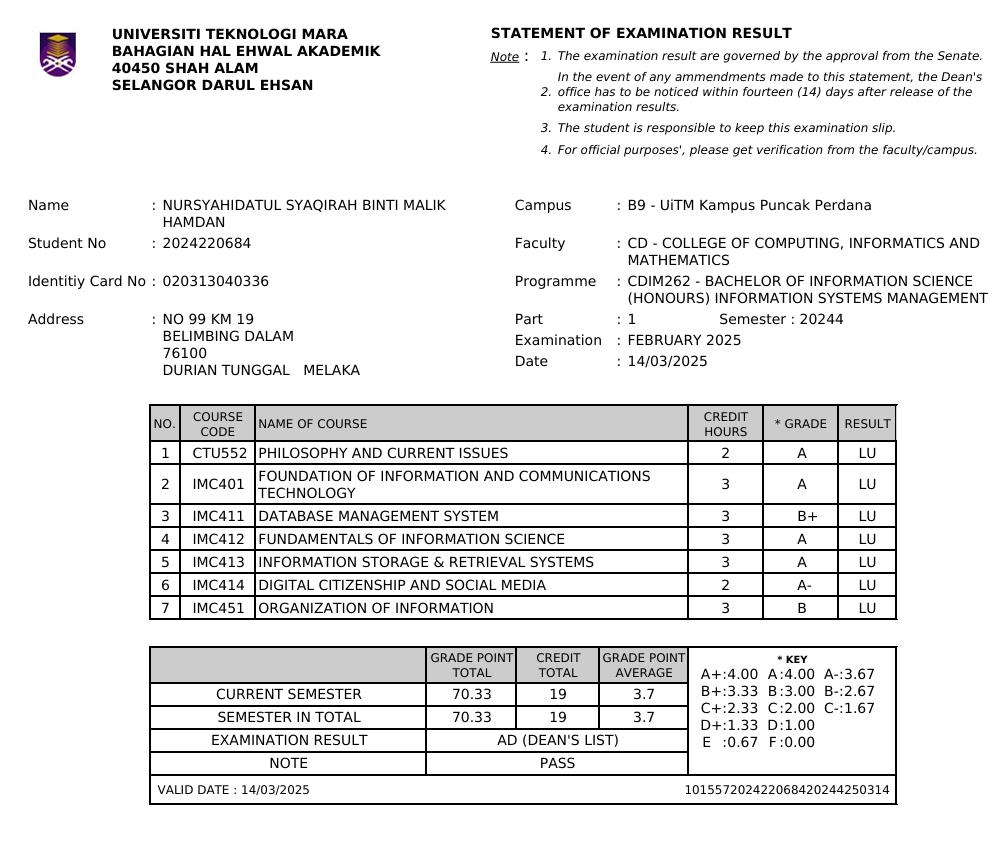 UNIVERSITI TEKNOLOGI MARA
BAHAGIAN HAL EHWAL AKADEMIK
40450 SHAH ALAM
SELANGOR DARUL EHSAN
STATEMENT OF EXAMINATION RESULT
Note : 1. The examination result are governed by the approval from the Senate.
In the event of any ammendments made to this statement, the Dean's
2. office has to be noticed within fourteen (14) days after release of the
examination results.
3. The student is responsible to keep this examination slip.
4. For official purposes', please get verification from the faculty/campus.
Name : NURSYAHIDATUL SYAQIRAH BINTI MALIK
HAMDAN
Student No : 2024220684
Identitiy Card No : 020313040336
Address : NO 99 KM 19
BELIMBING DALAM
76100
DURIAN TUNGGAL MELAKA
Campus : B9 - UiTM Kampus Puncak Perdana
Faculty : CD - COLLEGE OF COMPUTING, INFORMATICS AND
MATHEMATICS
Programme : CDIM262 - BACHELOR OF INFORMATION SCIENCE
(HONOURS) INFORMATION SYSTEMS MANAGEMENT
Part : 1 Semester : 20244
Examination : FEBRUARY 2025
Date : 14/03/2025
NO. COURSE CODE NAME OF COURSE CREDIT HOURS * GRADE RESULT
1 CTU552 PHILOSOPHY AND CURRENT ISSUES 2 A LU
2 IMC401 FOUNDATION OF INFORMATION AND COMMUNICATIONS TECHNOLOGY 3 A LU
3 IMC411 DATABASE MANAGEMENT SYSTEM 3 B+ LU
4 IMC412 FUNDAMENTALS OF INFORMATION SCIENCE 3 A LU
5 IMC413 INFORMATION STORAGE & RETRIEVAL SYSTEMS 3 A LU
6 IMC414 DIGITAL CITIZENSHIP AND SOCIAL MEDIA 2 A- LU
7 IMC451 ORGANIZATION OF INFORMATION 3 B LU
GRADE POINT TOTAL CREDIT TOTAL GRADE POINT AVERAGE
CURRENT SEMESTER 70.33 19 3.7
SEMESTER IN TOTAL 70.33 19 3.7
EXAMINATION RESULT AD (DEAN'S LIST)
NOTE PASS
* KEY
A+:4.00 A:4.00 A-:3.67
B+:3.33 B:3.00 B-:2.67
C+:2.33 C:2.00 C-:1.67
D+:1.33 D:1.00
E :0.67 F:0.00
VALID DATE : 14/03/2025 101557202422068420244250314